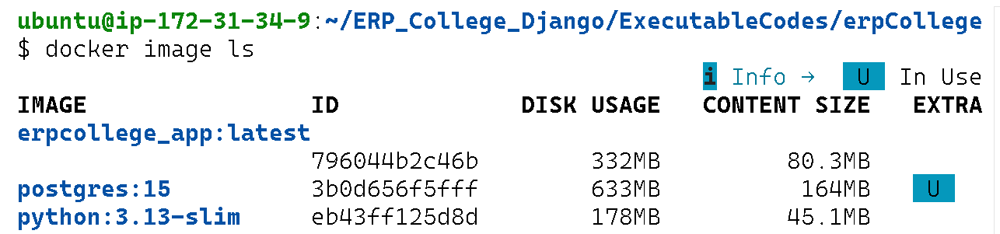 ubuntu@ip-172-31-34-9:~/ERP_College_Django/ExecutableCodes/erpCollege
$ docker image ls
i Info → U In Use
IMAGE ID DISK USAGE CONTENT SIZE EXTRA
erpcollege_app:latest
796044b2c46b 332MB 80.3MB
postgres:15 3b0d656f5fff 633MB 164MB U
python:3.13-slim eb43ff125d8d 178MB 45.1MB